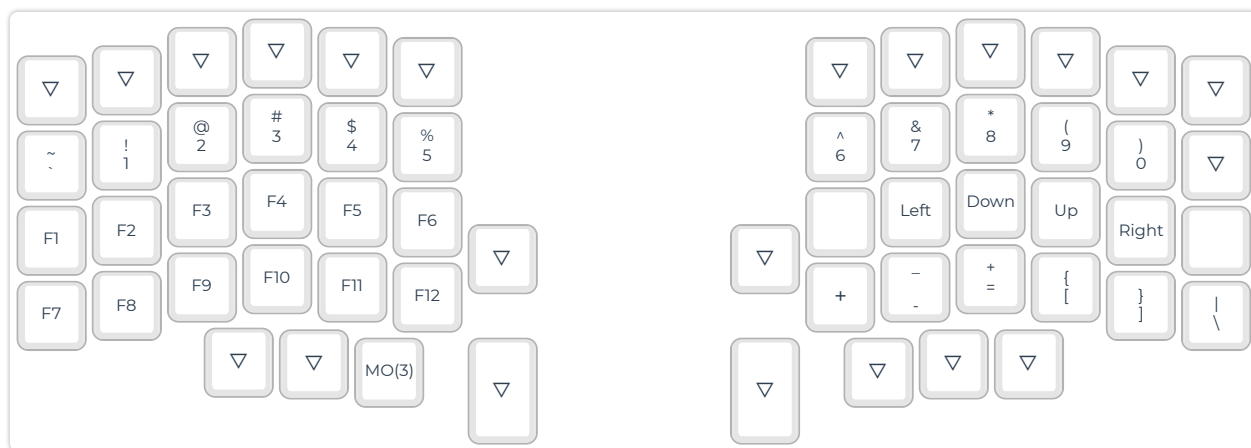 ▽ ▽ ▽ ▽ ▽ ▽ ▽ ▽ ▽ ▽ ▽ ▽
~ ! @ # $ % ^ & * ( ) ▽
` 1 2 3 4 5 6 7 8 9 0
F1 F2 F3 F4 F5 F6 Left Down Up Right
▽ ▽
F7 F8 F9 F10 F11 F12 + _ + { } |
- = [ ] \
▽ ▽ MO(3) ▽ ▽ ▽ ▽ ▽